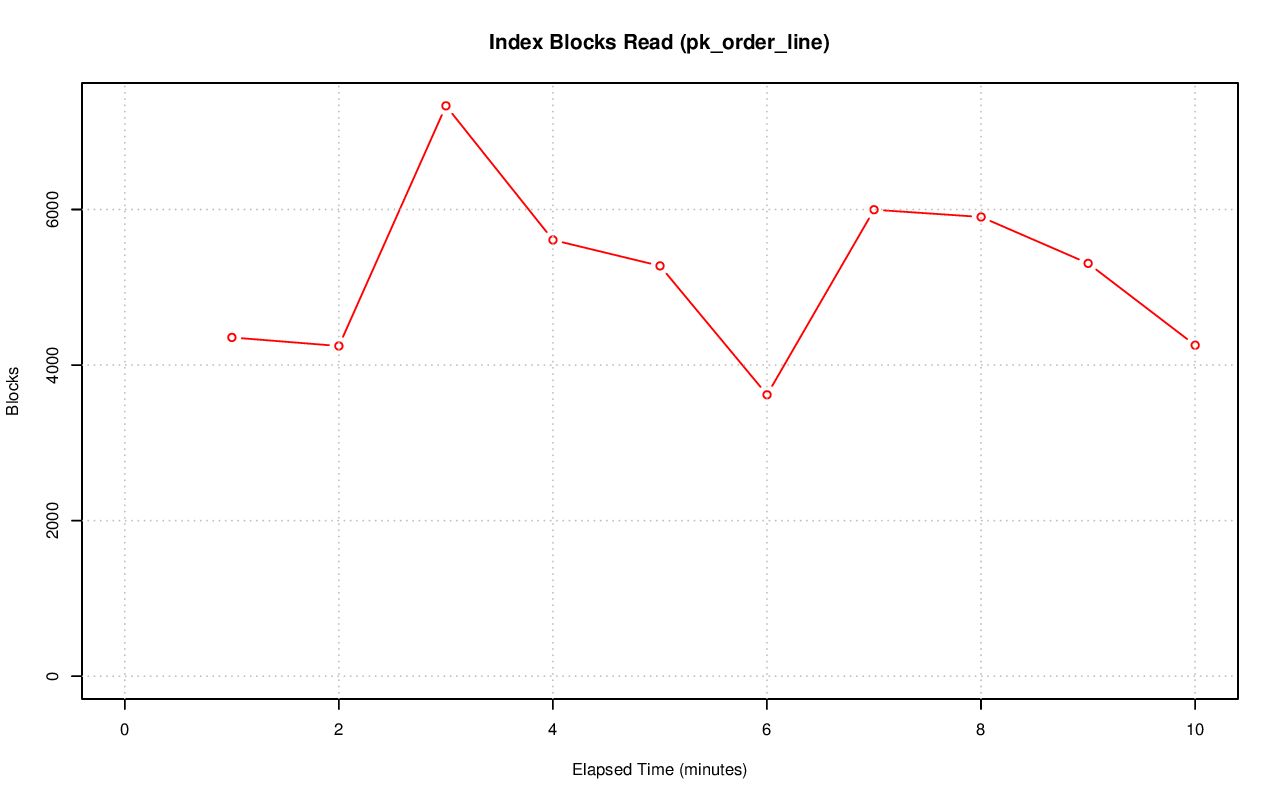 Index Blocks Read (pk_order_line)
Blocks
6000
4000
2000
0
0 2 4 6 8 10
Elapsed Time (minutes)